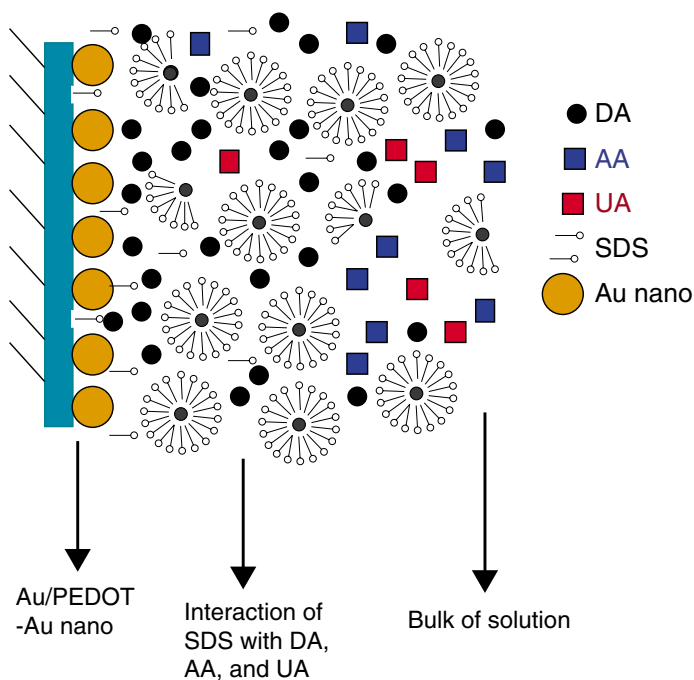 DA
AA
UA
SDS
Au nano
Au/PEDOT
-Au nano
Interaction of
SDS with DA,
AA, and UA
Bulk of solution